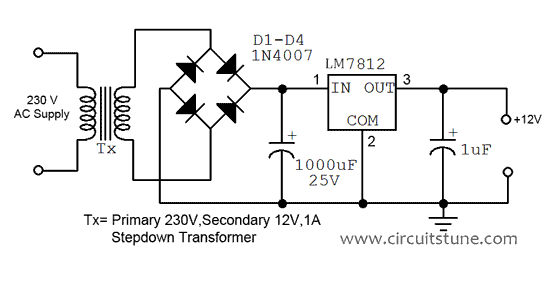 D1-D4
1N4007
LM7812
1
IN OUT
3
230 V
AC Supply
Tx
COM
2
+
1000uF
25V
+
1uF
+12V
Tx= Primary 230V,Secondary 12V,1A
Stepdown Transformer
www.circuitstune.com